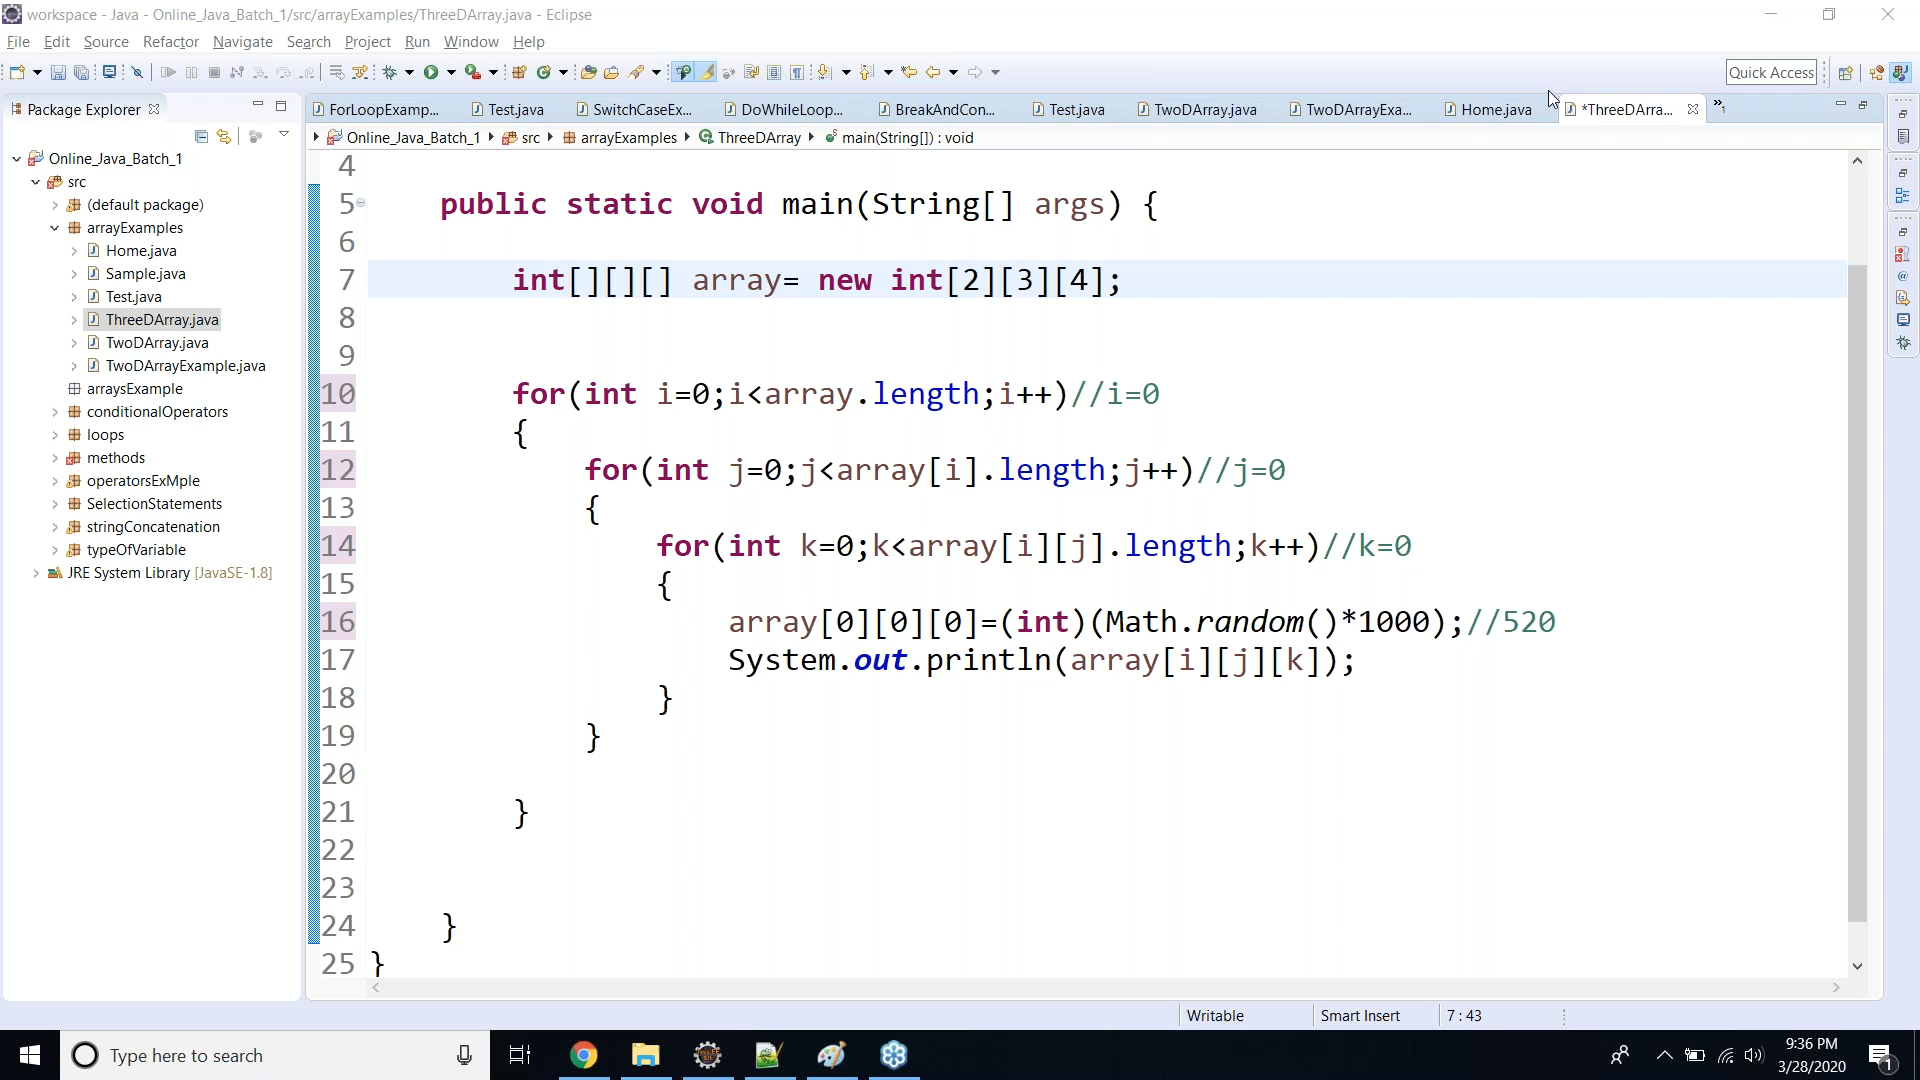 workspace - Java - Online_Java_Batch_1/src/arrayExamples/ThreeDArray.java - Eclipse
File Edit Source Refactor Navigate Search Project Run Window Help
Quick Access
Package Explorer
ForLoopExamp... Test.java SwitchCaseEx... DoWhileLoop... BreakAndCon... Test.java TwoDArray.java TwoDArrayExa... Home.java *ThreeDArra... »1
Online_Java_Batch_1 src arrayExamples ThreeDArray main(String[]) : void
Online_Java_Batch_1
src
(default package)
arrayExamples
Home.java
Sample.java
Test.java
ThreeDArray.java
TwoDArray.java
TwoDArrayExample.java
arraysExample
conditionalOperators
loops
methods
operatorsExMple
SelectionStatements
stringConcatenation
typeOfVariable
JRE System Library [JavaSE-1.8]
4
5 public static void main(String[] args) {
6
7 int[][][] array= new int[2][3][4];
8
9
10 for(int i=0;i<array.length;i++)//i=0
11 {
12 for(int j=0;j<array[i].length;j++)//j=0
13 {
14 for(int k=0;k<array[i][j].length;k++)//k=0
15 {
16 array[0][0][0]=(int)(Math.random()*1000);//520
17 System.out.println(array[i][j][k]);
18 }
19 }
20
21 }
22
23
24 }
25 }
Writable Smart Insert 7 : 43
Type here to search
9:36 PM
3/28/2020
1